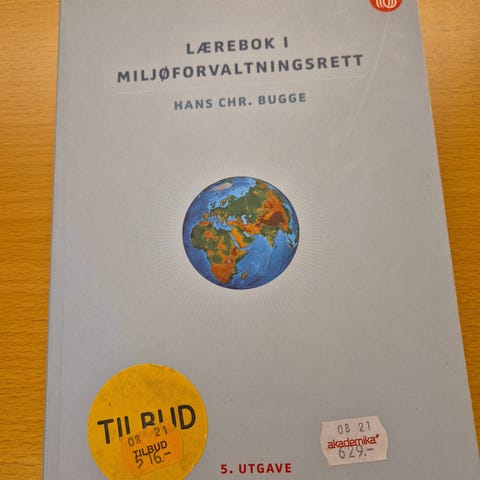 LÆREBOK I
MILJØFORVALTNINGSRETT
HANS CHR. BUGGE
TILBUD
08 21
TILBUD
516.-
08 21
akademika
629.-
5. UTGAVE